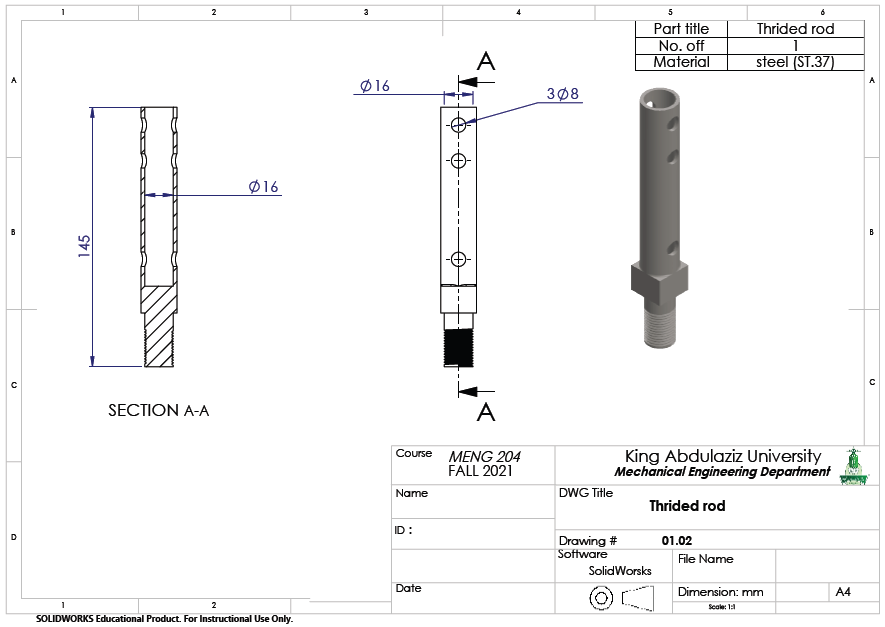 1 2 3 4 5 6
Part title Thrided rod
No. off 1
Material steel (ST.37)
A A
A
Ø16
3Ø8
Ø16
B B
145
C C
SECTION A-A
A
Course MENG 204
FALL 2021
King Abdulaziz University
Mechanical Engineering Department
Name
DWG Title
Thrided rod
ID :
D
Drawing # 01.02
Software
SolidWorsks
File Name
Date
Dimension: mm
A4
Scale: 1:1
1 2
SOLIDWORKS Educational Product. For Instructional Use Only.